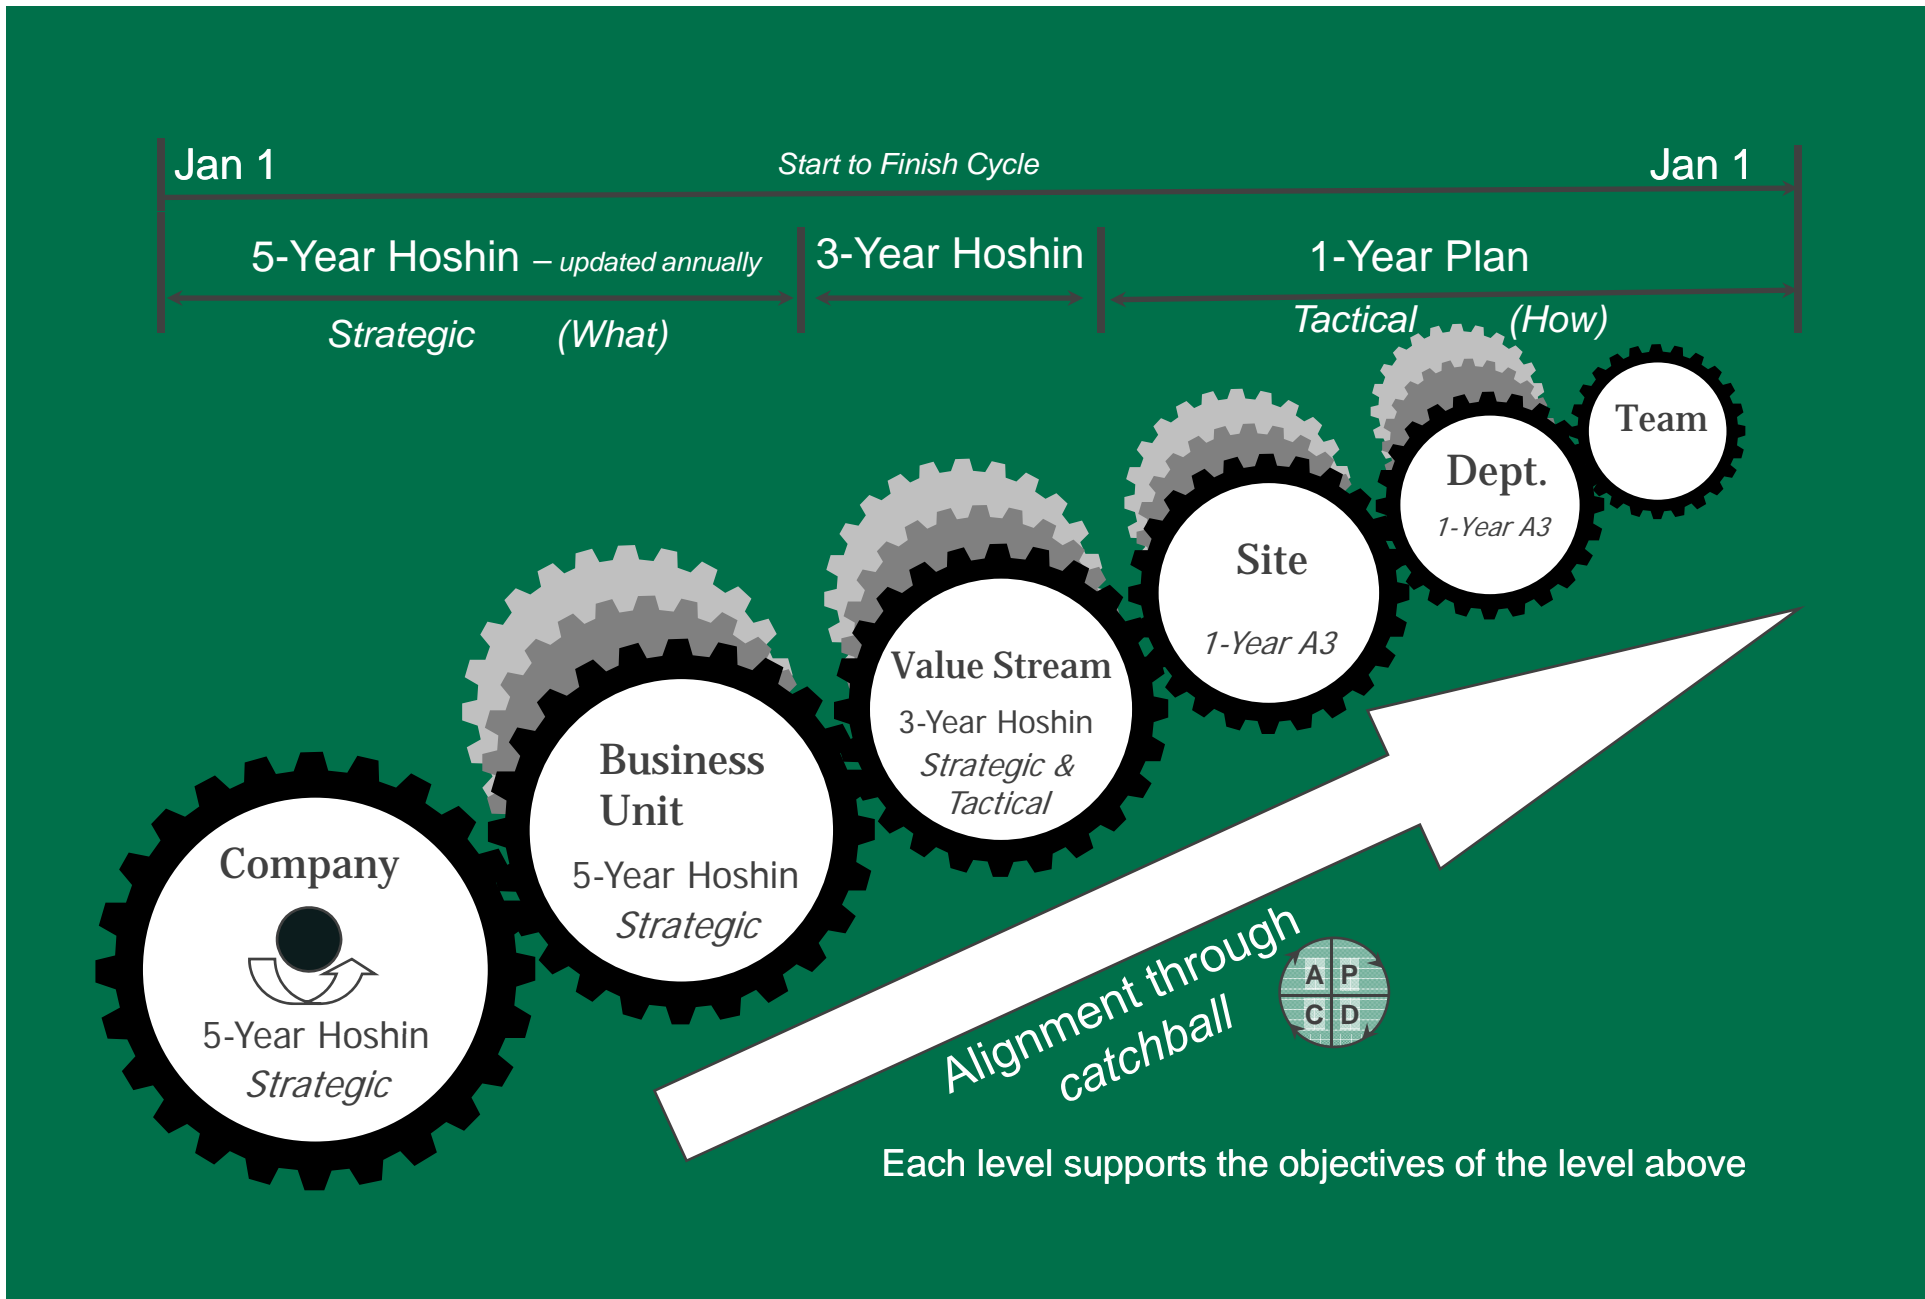 Jan 1
Start to Finish Cycle
Jan 1
5-Year Hoshin – updated annually
3-Year Hoshin
1-Year Plan
Strategic (What)
Tactical (How)
Team
Dept.
1-Year A3
Site
1-Year A3
Value Stream
3-Year Hoshin
Strategic &
Tactical
Business
Unit
5-Year Hoshin
Strategic
Company
5-Year Hoshin
Strategic
Alignment through
catchball
A P
C D
Each level supports the objectives of the level above